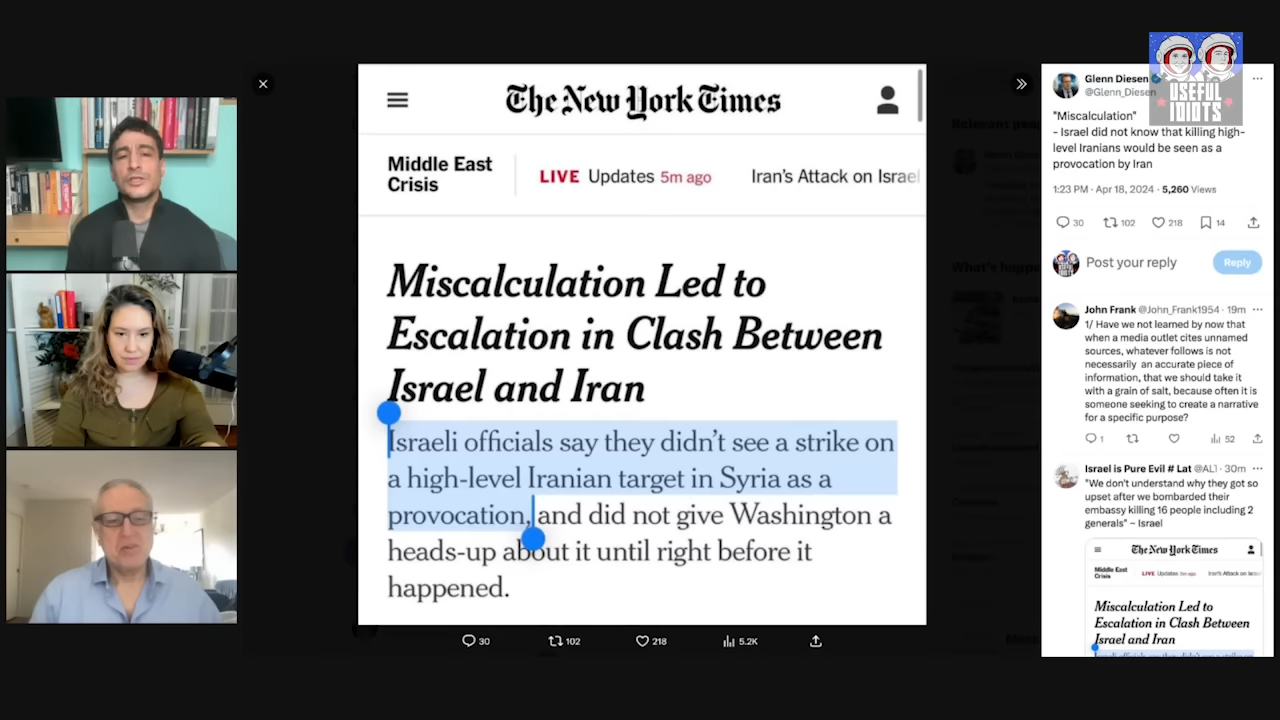 The New York Times
Middle East
Crisis
LIVE Updates 5m ago
Iran's Attack on Israel
Miscalculation Led to
Escalation in Clash Between
Israel and Iran
Israeli officials say they didn't see a strike on
a high-level Iranian target in Syria as a
provocation, and did not give Washington a
heads-up about it until right before it
happened.
30 102 218 5.2K
USEFUL
IDIOTS
Glenn Diesen
@Glenn_Diesen
"Miscalculation"
- Israel did not know that killing high-
level Iranians would be seen as a
provocation by Iran
1:23 PM · Apr 18, 2024 · 5,260 Views
30 102 218 14
Post your reply
Reply
John Frank @John_Frank1954 · 19m
1/ Have we not learned by now that
when a media outlet cites unnamed
sources, whatever follows is not
necessarily an accurate piece of
information, that we should take it
with a grain of salt, because often it is
someone seeking to create a narrative
for a specific purpose?
1 52
Israel is Pure Evil # Lat @AL1 · 30m
"We don't understand why they got so
upset after we bombarded their
embassy killing 16 people including 2
generals" ~ Israel
The New York Times
Middle East
Crisis
LIVE Updates 5m ago
Iran's Attack on Israel
Miscalculation Led to
Escalation in Clash Between
Israel and Iran